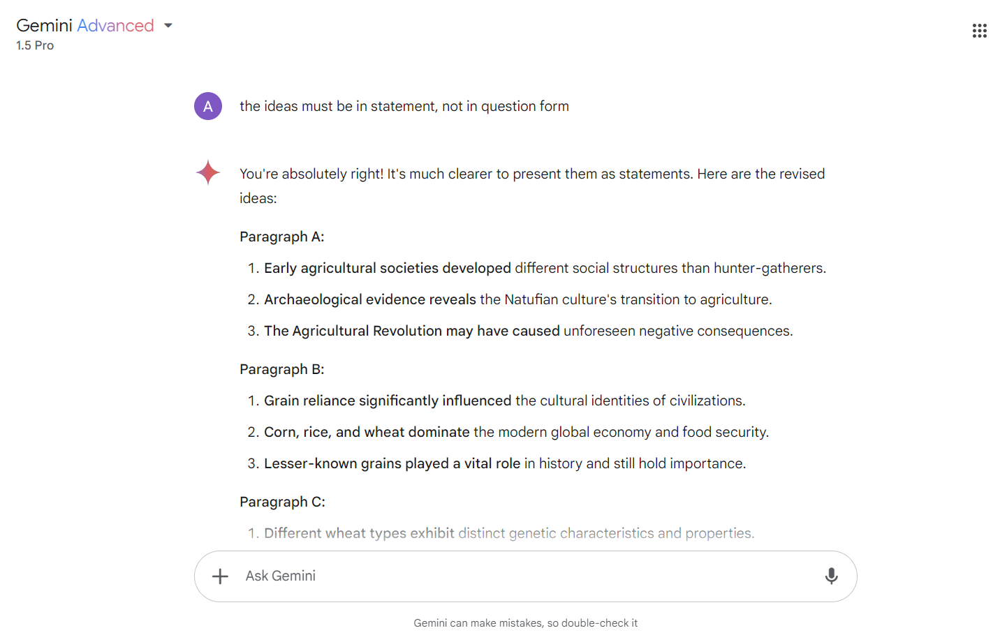 Gemini Advanced
1.5 Pro
A
the ideas must be in statement, not in question form
You're absolutely right! It's much clearer to present them as statements. Here are the revised
ideas:
Paragraph A:
1. Early agricultural societies developed different social structures than hunter-gatherers.
2. Archaeological evidence reveals the Natufian culture's transition to agriculture.
3. The Agricultural Revolution may have caused unforeseen negative consequences.
Paragraph B:
1. Grain reliance significantly influenced the cultural identities of civilizations.
2. Corn, rice, and wheat dominate the modern global economy and food security.
3. Lesser-known grains played a vital role in history and still hold importance.
Paragraph C:
1. Different wheat types exhibit distinct genetic characteristics and properties.
Ask Gemini
Gemini can make mistakes, so double-check it